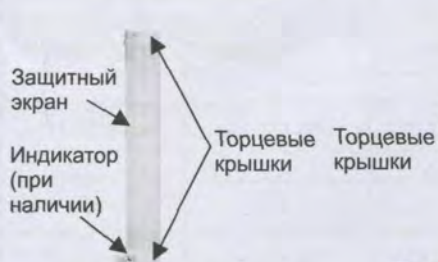 Защитный
экран
Индикатор
(при
наличии)
Торцевые
крышки
Торцевые
крышки